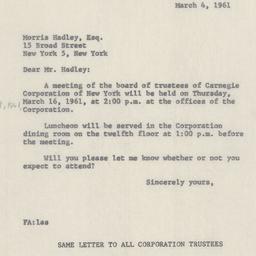 March 4, 1961
Morris Hadley, Esq.
15 Broad Street
New York 5, New York
Dear Mr. Hadley:
A meeting of the board of trustees of Carnegie
Corporation of New York will be held on Thursday,
March 16, 1961, at 2:00 p.m. at the offices of the
Corporation.
Luncheon will be served in the Corporation
dining room on the twelfth floor at 1:00 p.m. before
the meeting.
Will you please let me know whether or not you
expect to attend?
Sincerely yours,
FA:las
SAME LETTER TO ALL CORPORATION TRUSTEES